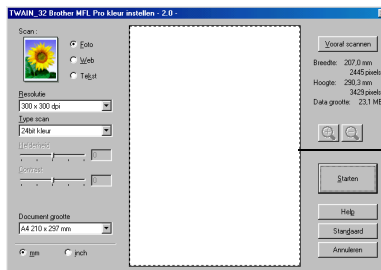 TWAIN_32 Brother MFL Pro kleur instellen - 2.0 -
Scan :
Foto
Web
Tekst
Resolutie
300 x 300 dpi
Type scan
24bit kleur
Helderheid
0
Contrast
0
Document grootte
A4 210 x 297 mm
mm
inch
Vooraf scannen
Breedte: 207,0 mm
2445 pixels
Hoogte: 290,3 mm
3429 pixels
Data grootte: 23,1 MB
Starten
Help
Standaard
Annuleren